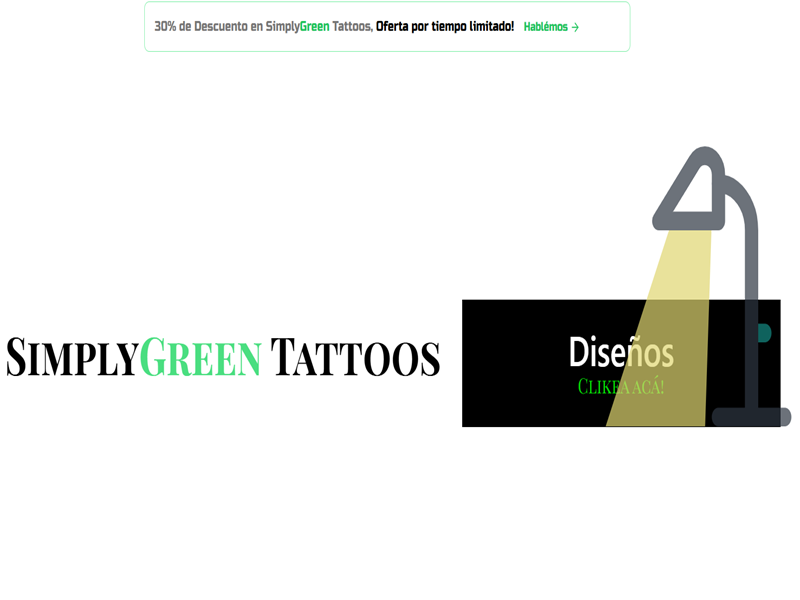 30% de Descuento en SimplyGreen Tattoos, Oferta por tiempo limitado! Hablémos →
SIMPLYGREEN TATTOOS
Diseños
CLIKEA ACÁ!